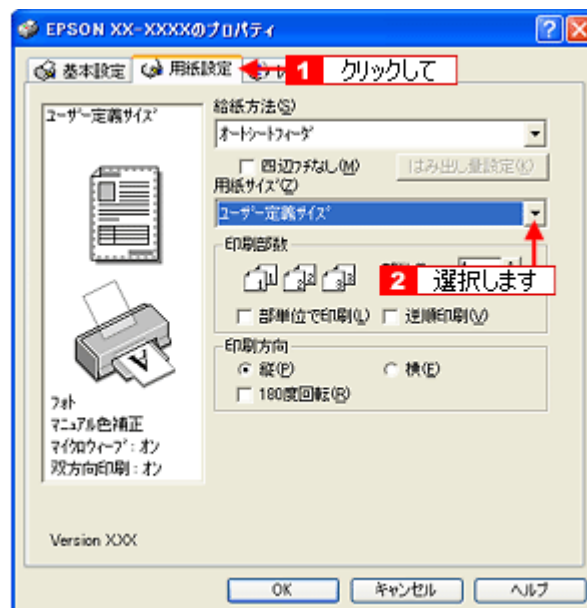 EPSON XX-XXXXのプロパティ
基本設定
用紙設定
1 クリックして
ユーザー定義サイズ
給紙方法(S)
オートシートフィーダ
四辺フチなし(M)
はみ出し量設定(K)
用紙サイズ(Z)
ユーザー定義サイズ
印刷部数
2 選択します
部単位で印刷(L)
逆順印刷(V)
印刷方向
縦(P)
横(E)
180度回転(R)
フォト
マニュアル色補正
マイクロウィーブ：オン
双方向印刷：オン
Version XXX
OK
キャンセル
ヘルプ